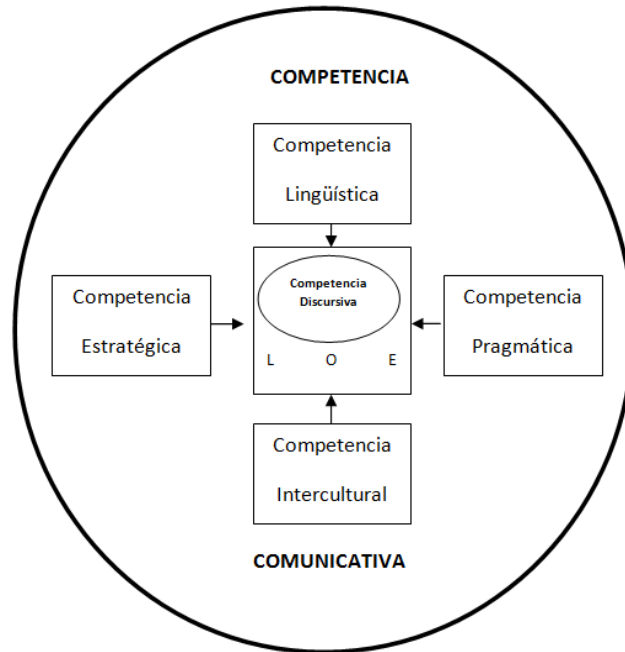 COMPETENCIA
Competencia
Lingüística
Competencia
Estratégica
Competencia
Discursiva
L O E
Competencia
Pragmática
Competencia
Intercultural
COMUNICATIVA